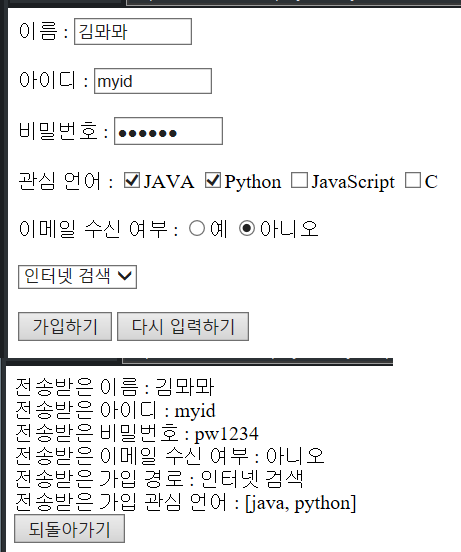 이름 : 김뫄뫄
아이디 : myid
비밀번호 : ●●●●●●
관심 언어 : JAVA Python JavaScript C
이메일 수신 여부 : 예 아니오
인터넷 검색
가입하기 다시 입력하기
전송받은 이름 : 김뫄뫄
전송받은 아이디 : myid
전송받은 비밀번호 : pw1234
전송받은 이메일 수신 여부 : 아니오
전송받은 가입 경로 : 인터넷 검색
전송받은 가입 관심 언어 : [java, python]
되돌아가기